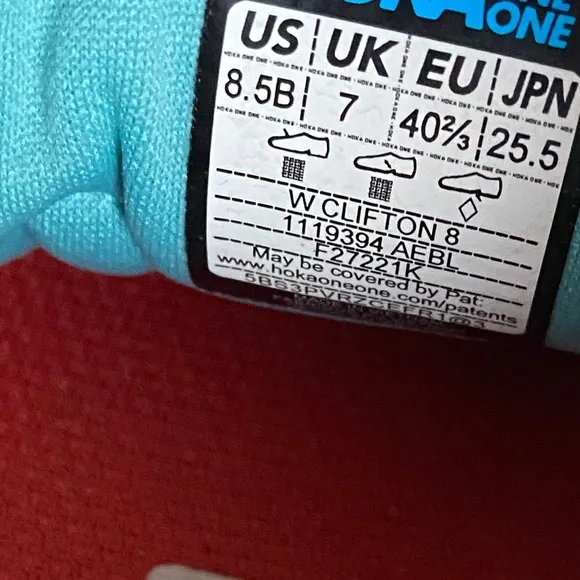 ONE
US UK EU JPN
8.5B 7 40⅔ 25.5
W CLIFTON 8
1119394 AEBL
F27221K
May be covered by Pat:
www.hokaoneone.com/patents